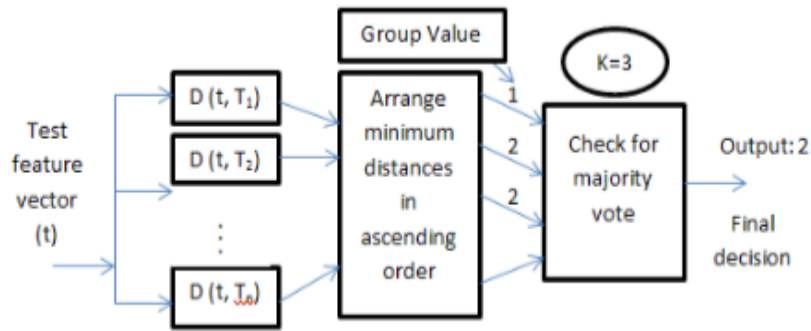 Group Value
K=3
Test
feature
vector
(t)
D (t, T₁)
D (t, T₂)
⋮
D (t, Tₙ)
Arrange
minimum
distances
in
ascending
order
1
2
2
Check for
majority
vote
Output: 2
Final
decision